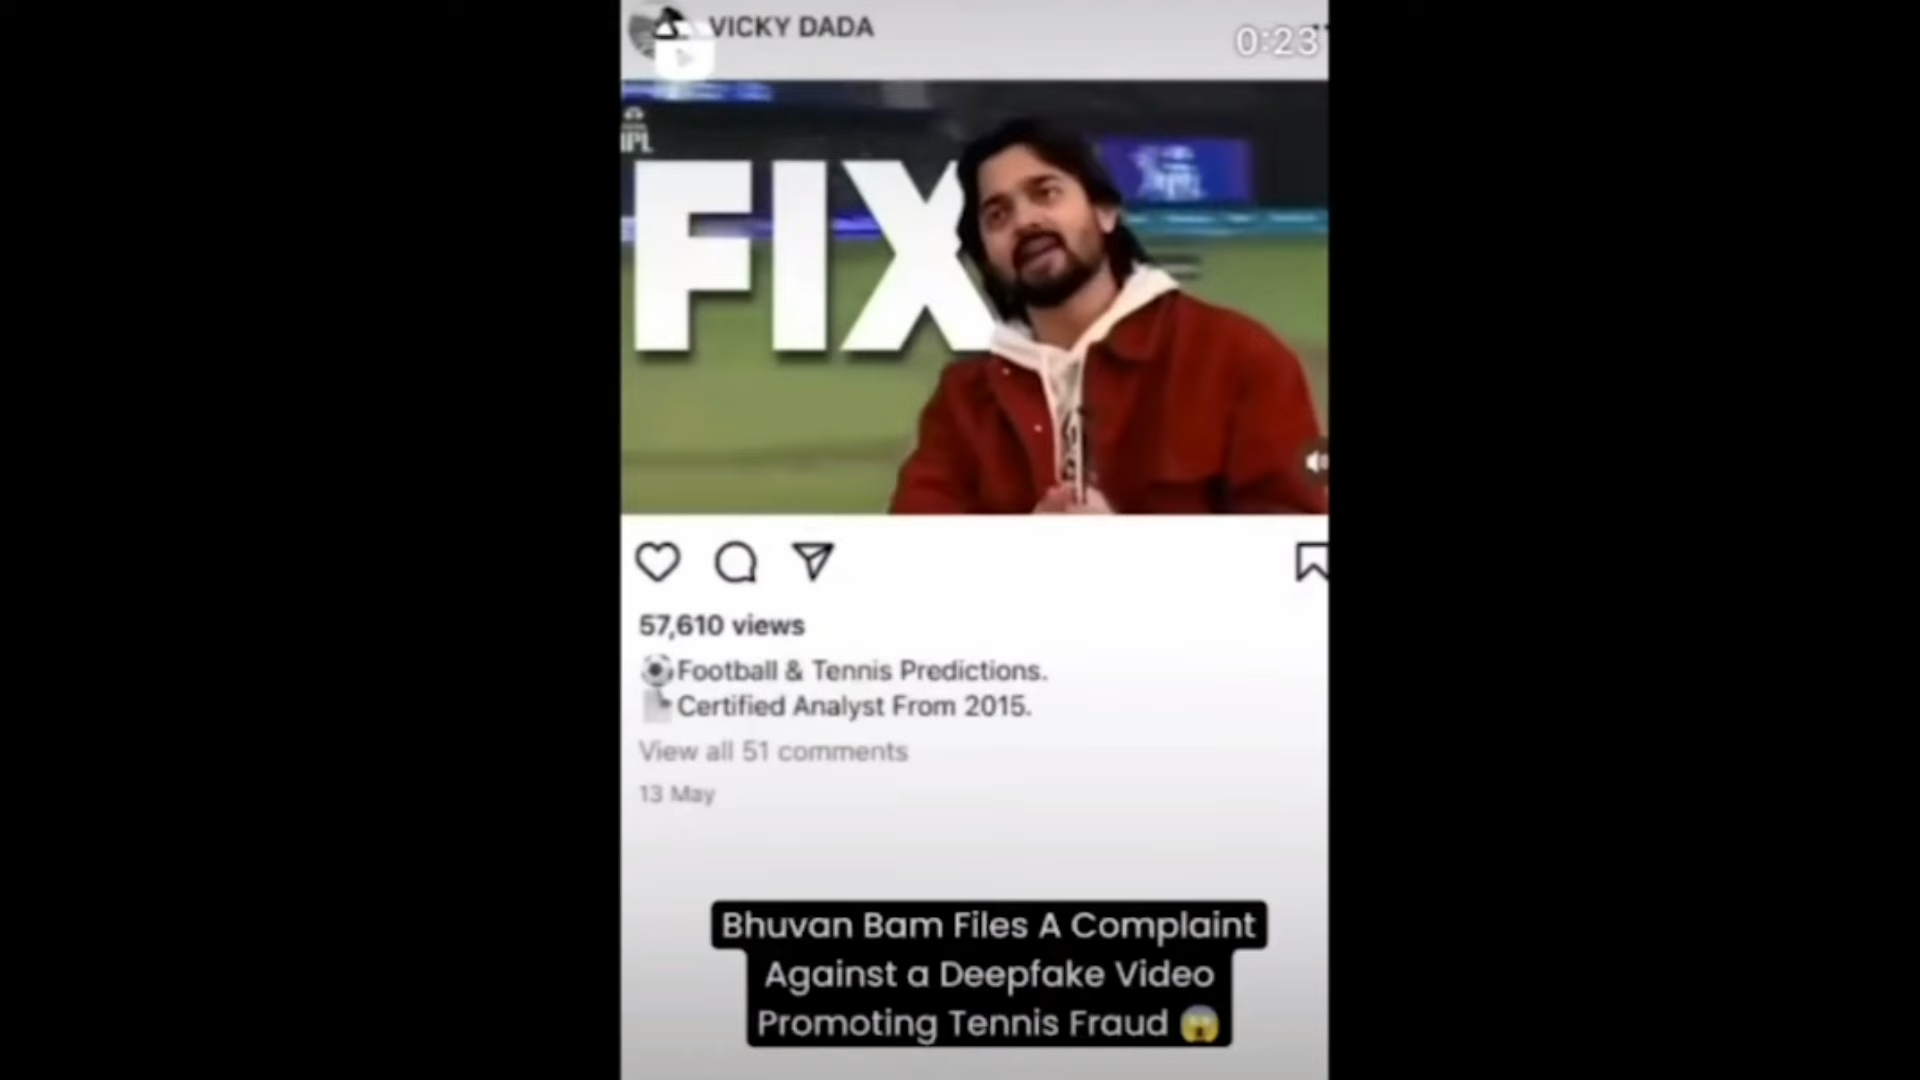 VICKY DADA
0:23
IPL
FIX
57,610 views
⚽Football & Tennis Predictions.
Certified Analyst From 2015.
View all 51 comments
13 May
Bhuvan Bam Files A Complaint
Against a Deepfake Video
Promoting Tennis Fraud 😱